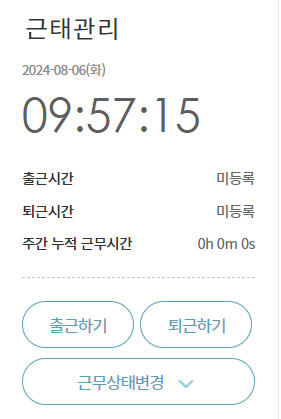 근태관리
2024-08-06(화)
09:57:15
출근시간 미등록
퇴근시간 미등록
주간 누적 근무시간 0h 0m 0s
출근하기 퇴근하기
근무상태변경